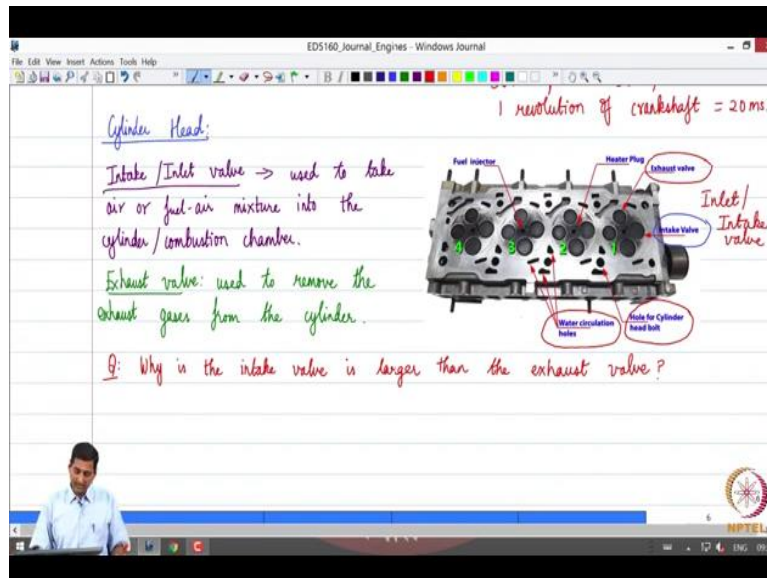 ED5160_Journal_Engines - Windows Journal
File Edit View Insert Actions Tools Help
1 revolution of crankshaft = 20 ms.
Cylinder Head:
Intake /Inlet valve → used to take
air or fuel-air mixture into the
cylinder/combustion chamber.
Exhaust valve: used to remove the
exhaust gases from the cylinder.
Fuel injector
Heater Plug
Exhaust valve
Inlet/
Intake
valve
Intake Valve
4 3 2 1
Water circulation
holes
Hole for Cylinder
head bolt
Q: Why is the intake valve is larger than the exhaust valve?
6
NPTEL
ENG